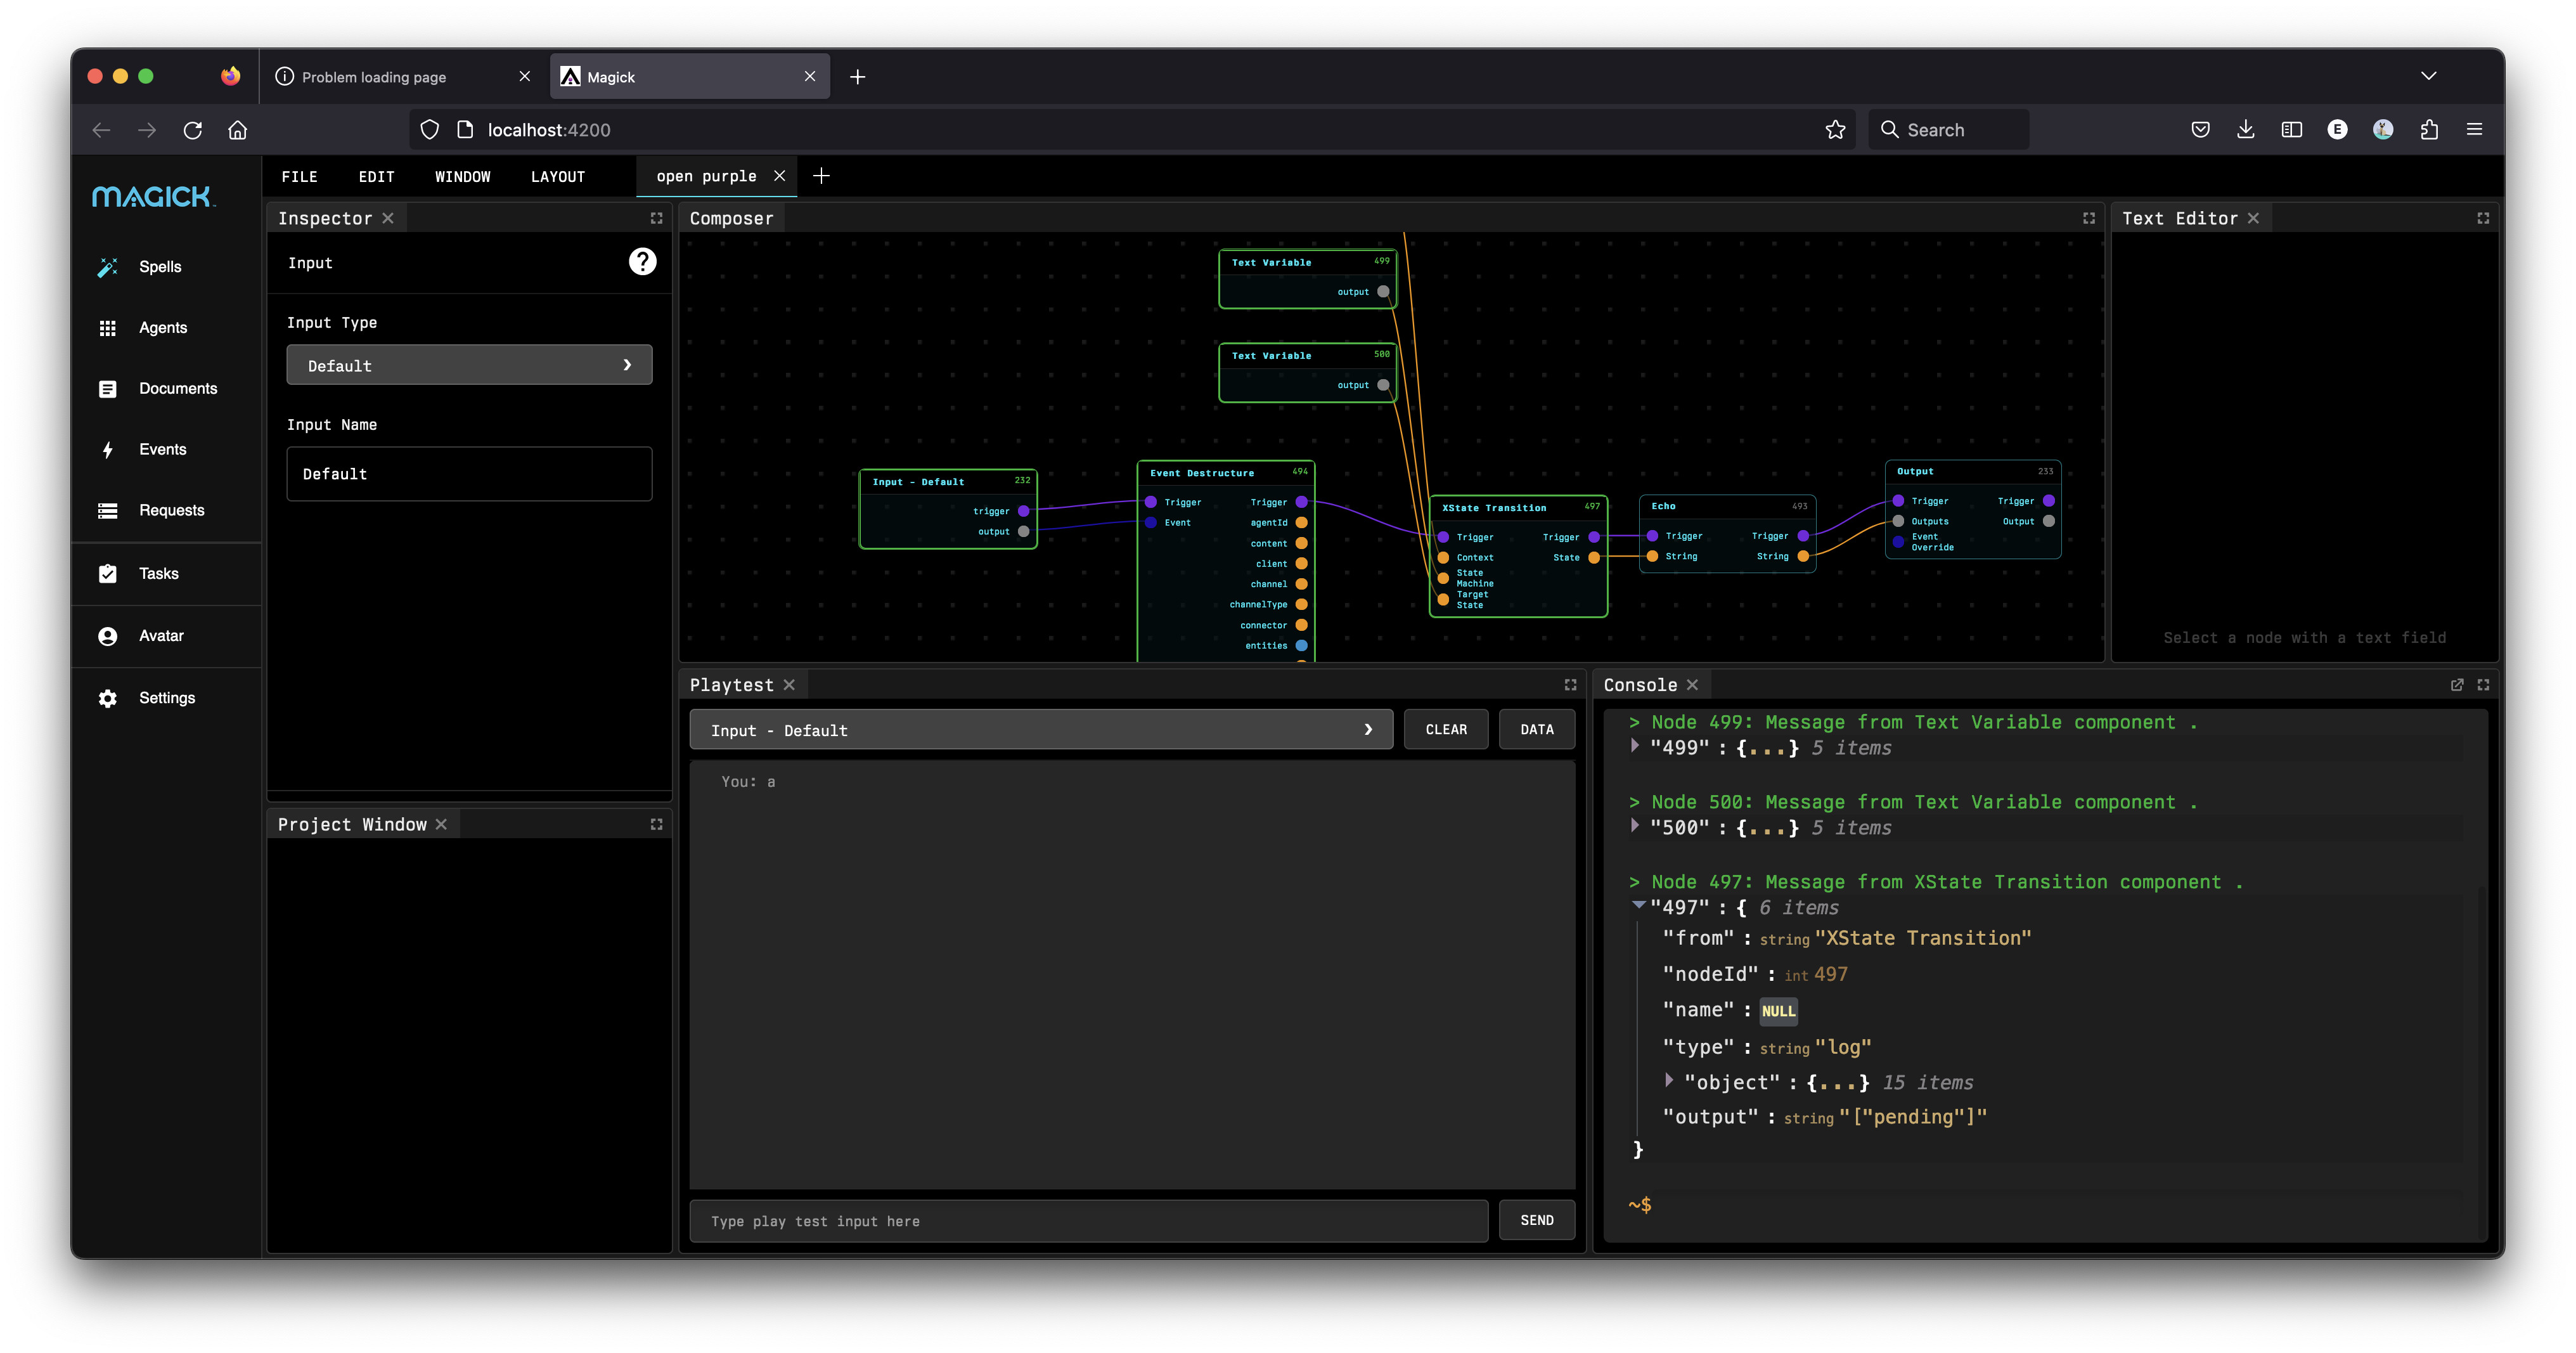 Problem loading page
Magick
localhost:4200
Search
E
MAGICK
FILE EDIT WINDOW LAYOUT
open purple
Spells
Agents
Documents
Events
Requests
Tasks
Avatar
Settings
Inspector
Input
?
Input Type
Default
Input Name
Default
Project Window
Composer
Text Variable 499
output
Text Variable 500
output
Input - Default 232
trigger
output
Event Destructure 494
Trigger Trigger
Event agentId
content
client
channel
channelType
connector
entities
XState Transition 497
Trigger Trigger
Context State
State
Machine
Target
State
Echo 493
Trigger Trigger
String String
Output 233
Trigger Trigger
Outputs Output
Event
Override
Text Editor
Select a node with a text field
Playtest
Input - Default
CLEAR
DATA
You: a
Type play test input here
SEND
Console
> Node 499: Message from Text Variable component .
"499" : {...} 5 items
> Node 500: Message from Text Variable component .
"500" : {...} 5 items
> Node 497: Message from XState Transition component .
"497" : { 6 items
"from" : string "XState Transition"
"nodeId" : int 497
"name" : NULL
"type" : string "log"
"object" : {...} 15 items
"output" : string "["pending"]"
}
~$